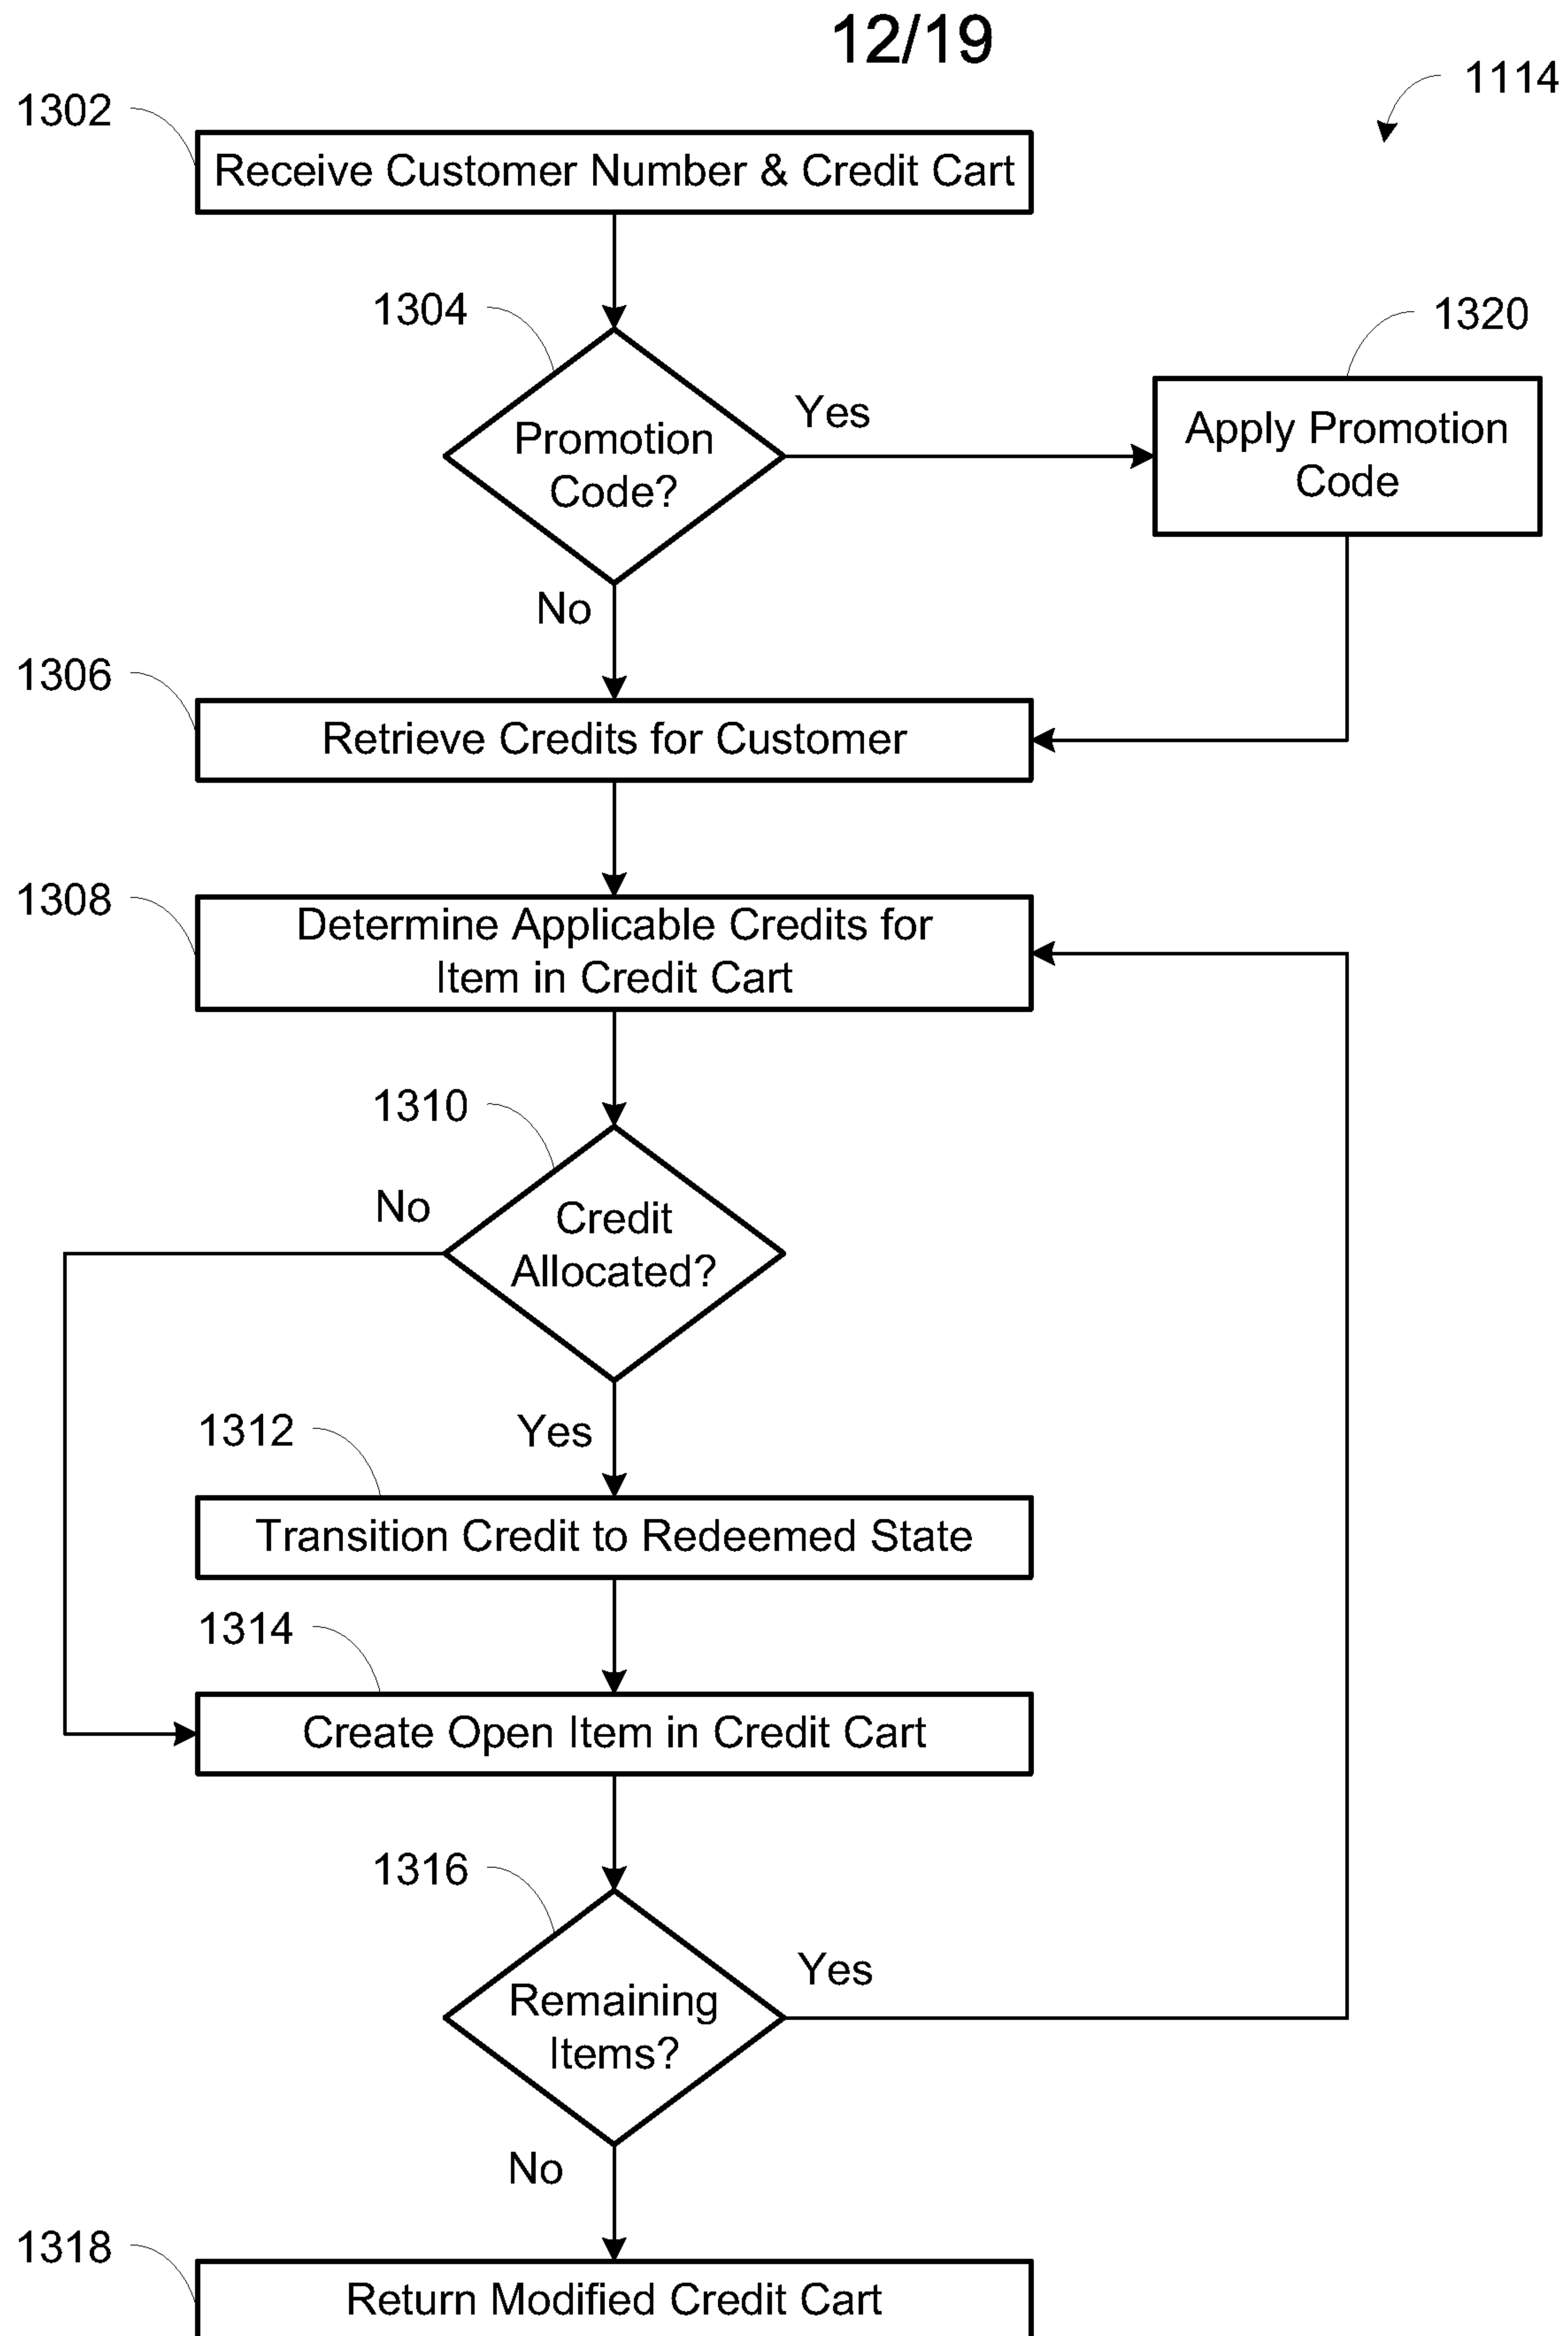 12/19
1114
1302
Receive Customer Number & Credit Cart
1304
1320
Promotion
Code?
Yes
Apply Promotion
Code
No
1306
Retrieve Credits for Customer
1308
Determine Applicable Credits for
Item in Credit Cart
1310
No
Credit
Allocated?
1312
Yes
Transition Credit to Redeemed State
1314
Create Open Item in Credit Cart
1316
Yes
Remaining
Items?
No
1318
Return Modified Credit Cart